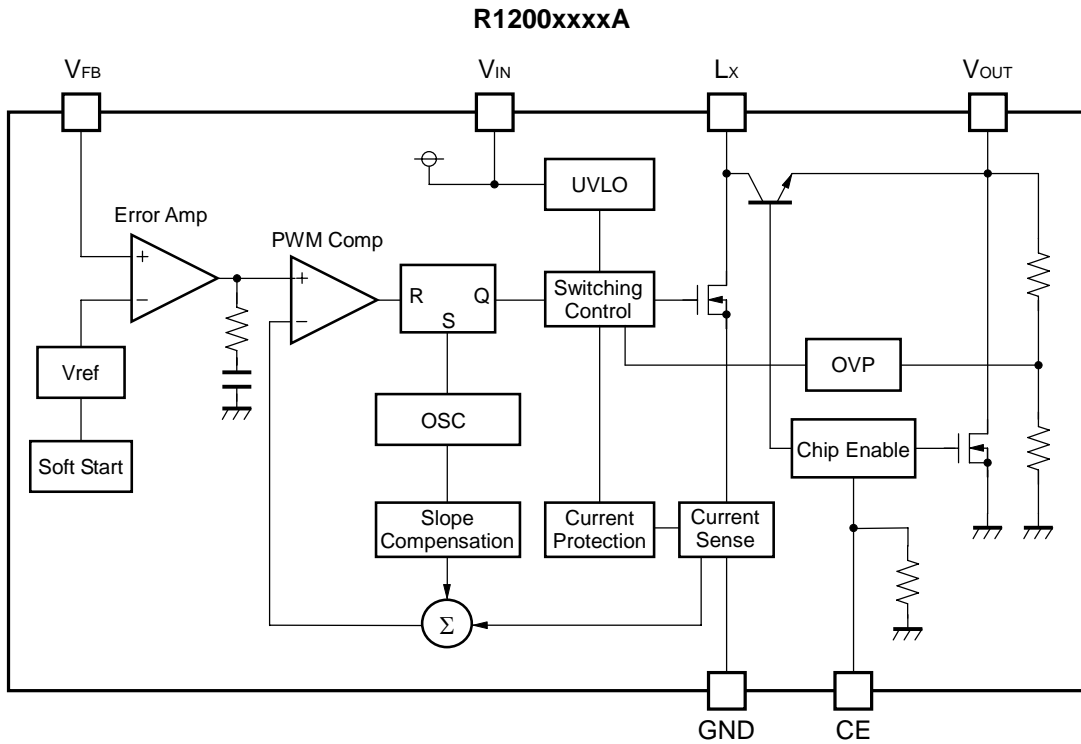 R1200xxxxA
VFB
VIN
LX
VOUT
UVLO
Error Amp
PWM Comp
+
−
+
−
R
Q
S
Switching
Control
Vref
OVP
OSC
Chip Enable
Soft Start
Slope
Compensation
Current
Protection
Current
Sense
Σ
GND
CE